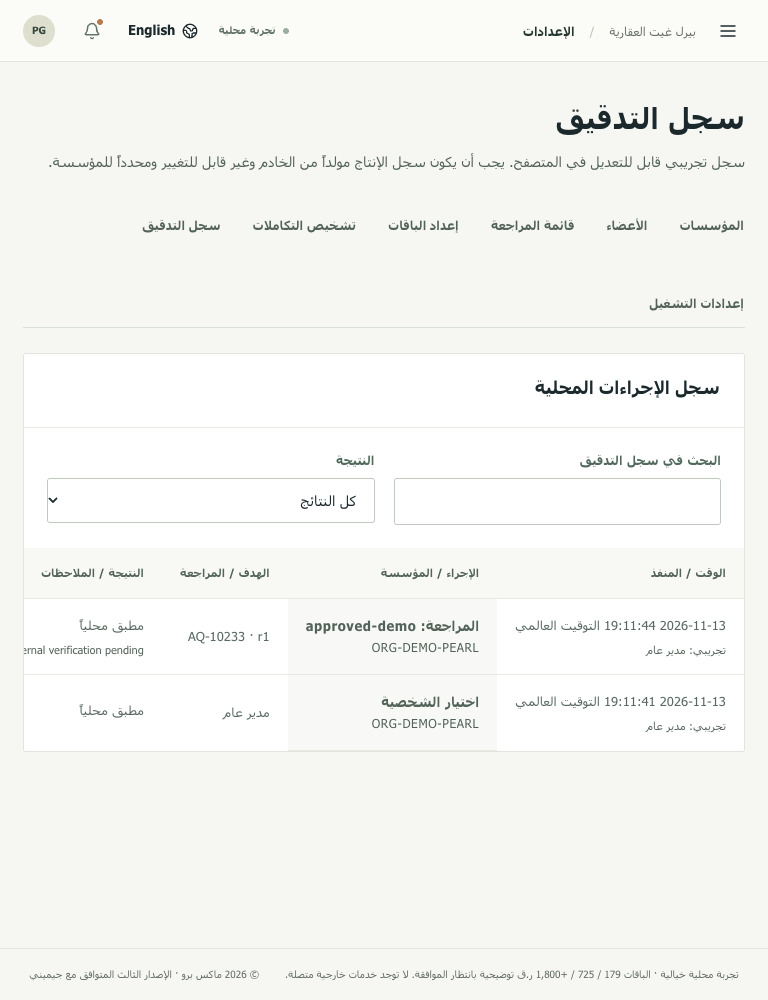 بيرل غيت العقارية / الإعدادات
تجربة محلية
English
PG
سجل التدقيق
سجل تجريبي قابل للتعديل في المتصفح. يجب أن يكون سجل الإنتاج مولداً من الخادم وغير قابل للتغيير ومحدداً للمؤسسة.
المؤسسات الأعضاء قائمة المراجعة إعداد الباقات تشخيص التكاملات سجل التدقيق
إعدادات التشغيل
سجل الإجراءات المحلية
البحث في سجل التدقيق
النتيجة
كل النتائج
الوقت / المنفذ الإجراء / المؤسسة الهدف / المراجعة النتيجة / الملاحظات
2026-11-13 19:11:44 التوقيت العالمي
تجريبي: مدير عام
المراجعة: approved-demo
ORG-DEMO-PEARL
AQ-10233 · r1
مطبق محلياً
verification pending
2026-11-13 19:11:41 التوقيت العالمي
تجريبي: مدير عام
اختيار الشخصية
ORG-DEMO-PEARL
مدير عام
مطبق محلياً
تجربة محلية خيالية · الباقات 179 / 725 / +1,800 ر.ق توضيحية بانتظار الموافقة. لا توجد خدمات خارجية متصلة.
© 2026 ماكس برو · الإصدار الثالث المتوافق مع جيميني